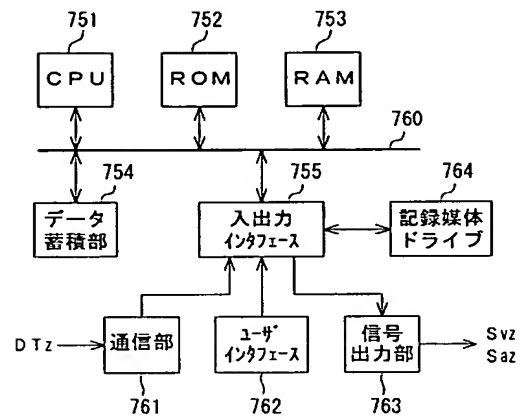 751
752
753
CPU
ROM
RAM
760
754
755
764
データ
蓄積部
入出力
インタフェース
記録媒体
ドライブ
DTz
通信部
ユーザ
インタフェース
信号
出力部
Svz
Saz
761
762
763